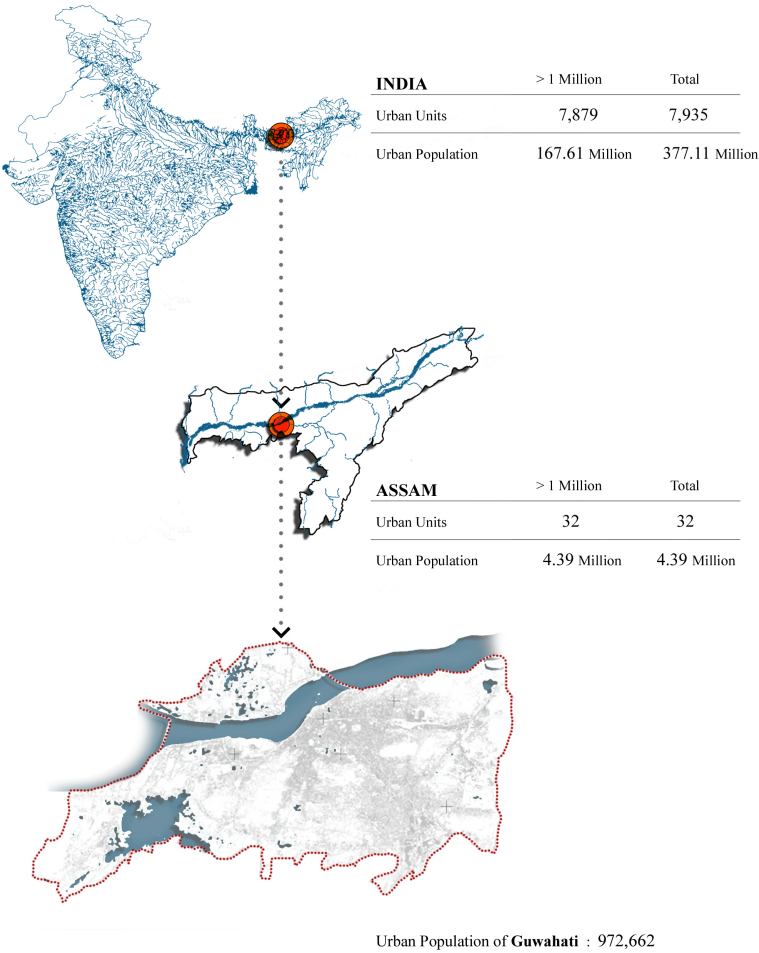 INDIA > 1 Million Total
Urban Units 7,879 7,935
Urban Population 167.61 Million 377.11 Million
ASSAM > 1 Million Total
Urban Units 32 32
Urban Population 4.39 Million 4.39 Million
Urban Population of Guwahati : 972,662